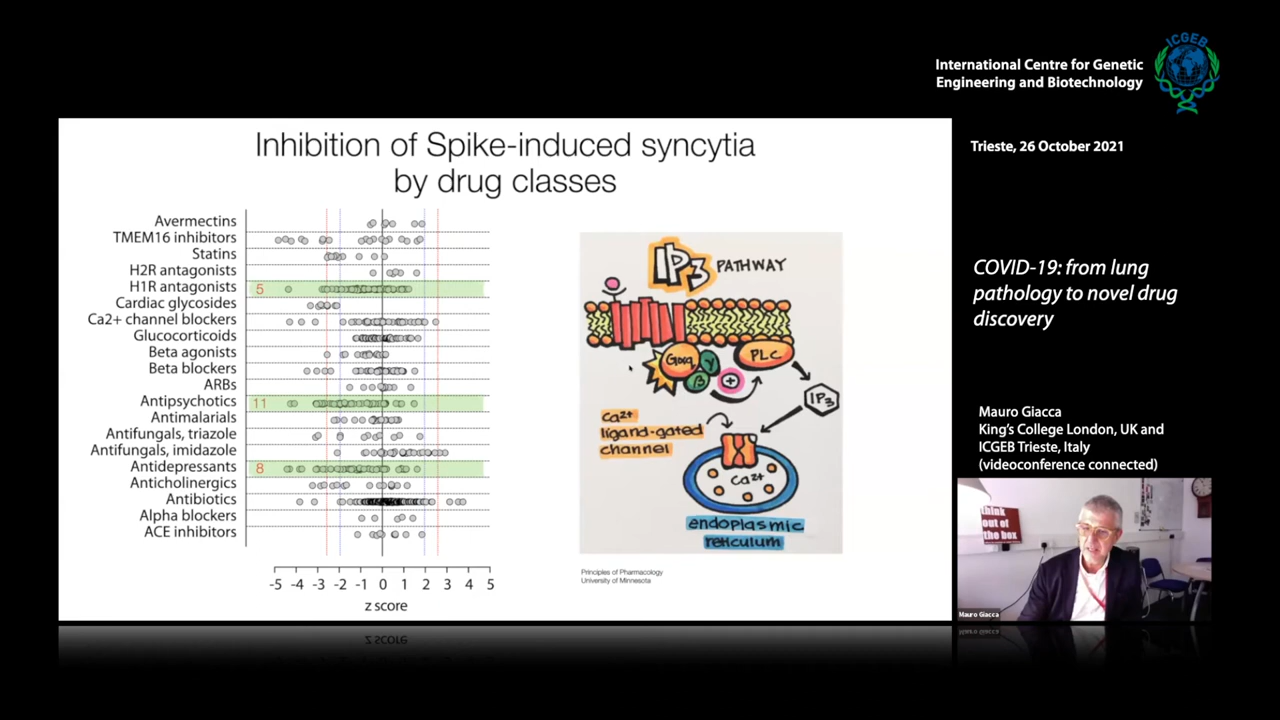 ICGEB
International Centre for Genetic
Engineering and Biotechnology
Trieste, 26 October 2021
Inhibition of Spike-induced syncytia
by drug classes
Avermectins
TMEM16 inhibitors
Statins
H2R antagonists
H1R antagonists 5
Cardiac glycosides
Ca2+ channel blockers
Glucocorticoids
Beta agonists
Beta blockers
ARBs
Antipsychotics 11
Antimalarials
Antifungals, triazole
Antifungals, imidazole
Antidepressants 8
Anticholinergics
Antibiotics
Alpha blockers
ACE inhibitors
-5 -4 -3 -2 -1 0 1 2 3 4 5
z score
IP3 PATHWAY
Gαq
γ
β
+
PLC
IP3
Ca2+
ligand-gated
channel
Ca2+
endoplasmic
reticulum
Principles of Pharmacology
University of Minnesota
COVID-19: from lung
pathology to novel drug
discovery
Mauro Giacca
King's College London, UK and
ICGEB Trieste, Italy
(videoconference connected)
think
out of
the box
Mauro Giacca